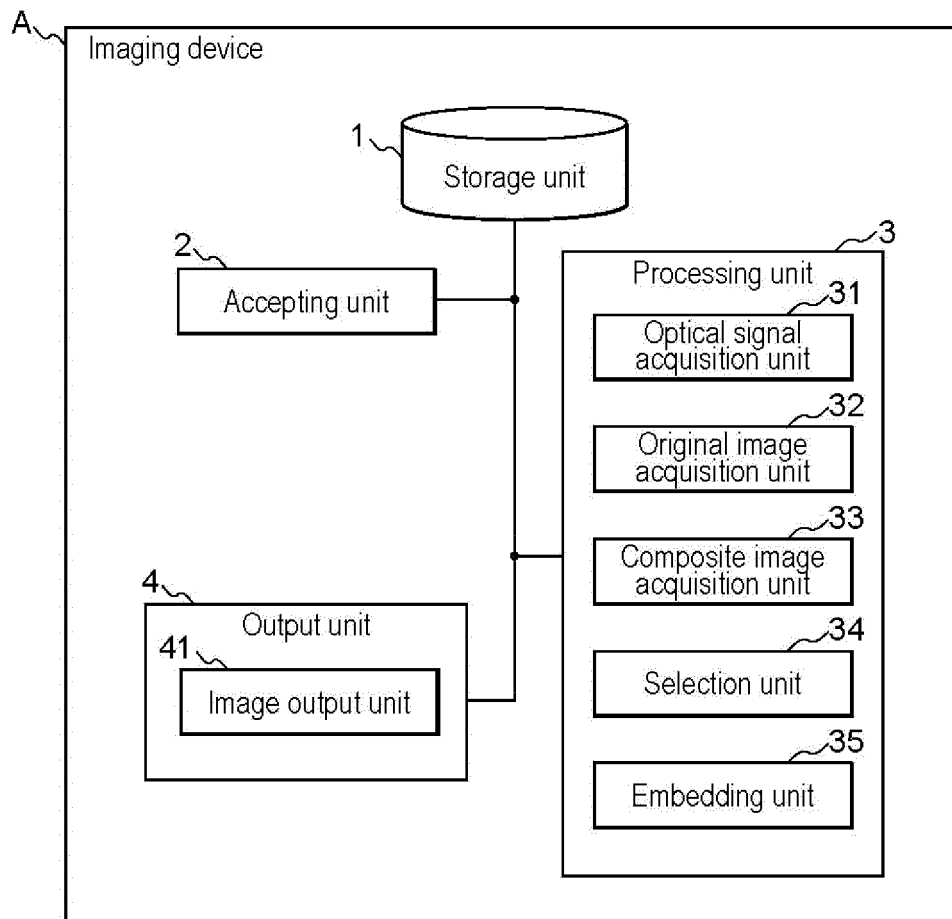 A
Imaging device
1
Storage unit
2
Accepting unit
3
Processing unit
31
Optical signal
acquisition unit
32
Original image
acquisition unit
33
Composite image
acquisition unit
4
Output unit
34
Selection unit
41
Image output unit
35
Embedding unit